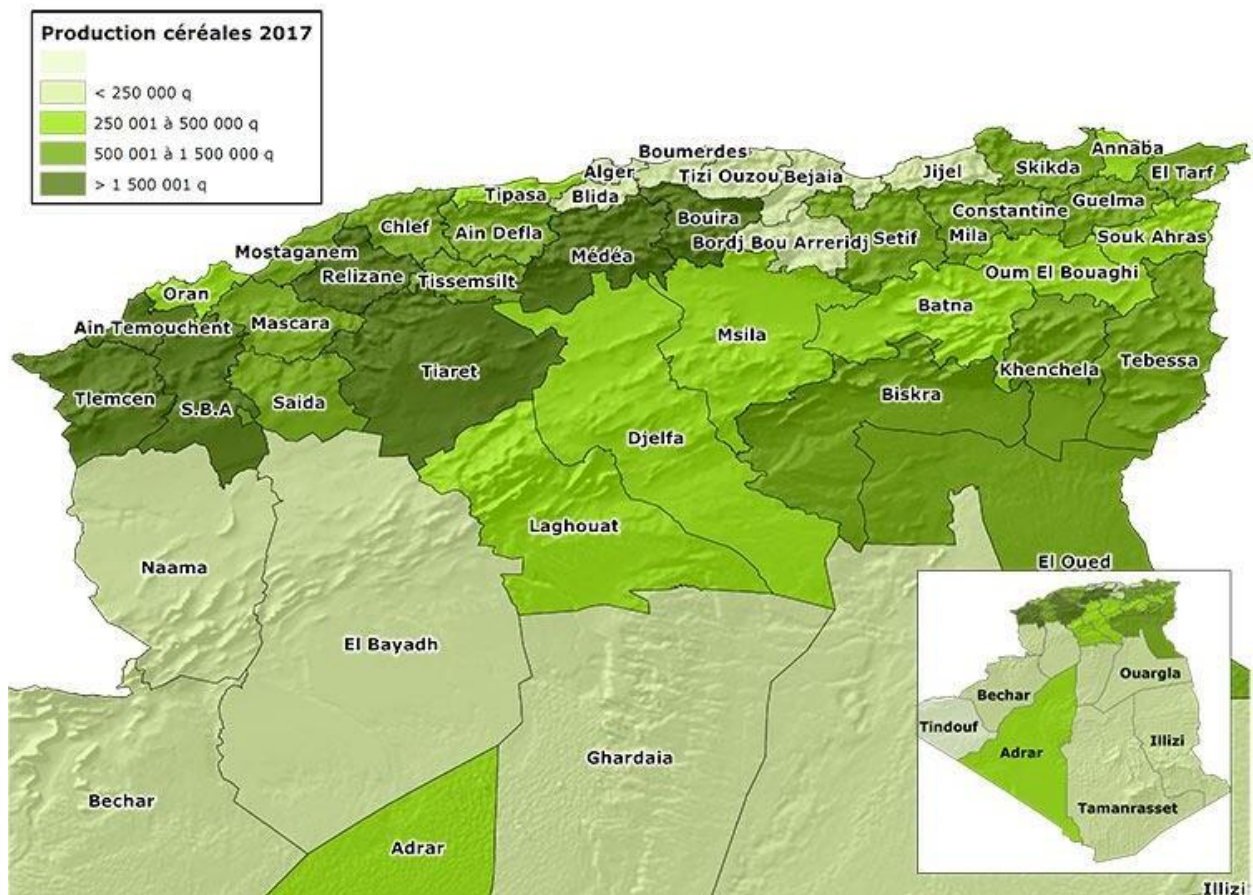 Production céréales 2017
< 250 000 q
250 001 à 500 000 q
500 001 à 1 500 000 q
> 1 500 001 q
Boumerdes
Annaba
Alger
Tizi Ouzou
Bejaia
Jijel
Skikda
El Tarf
Tipasa
Blida
Chlef
Bouira
Constantine
Guelma
Ain Defla
Mostaganem
Médéa
Bordj Bou Arreridj
Setif
Mila
Souk Ahras
Relizane
Tissemsilt
Oum El Bouaghi
Oran
Batna
Ain Temouchent
Mascara
Msila
Tiaret
Khenchela
Tebessa
Tlemcen
S.B.A
Saida
Biskra
Djelfa
Laghouat
Naama
El Oued
El Bayadh
Ghardaia
Bechar
Adrar
Illizi
Ouargla
Bechar
Tindouf
Adrar
Illizi
Tamanrasset